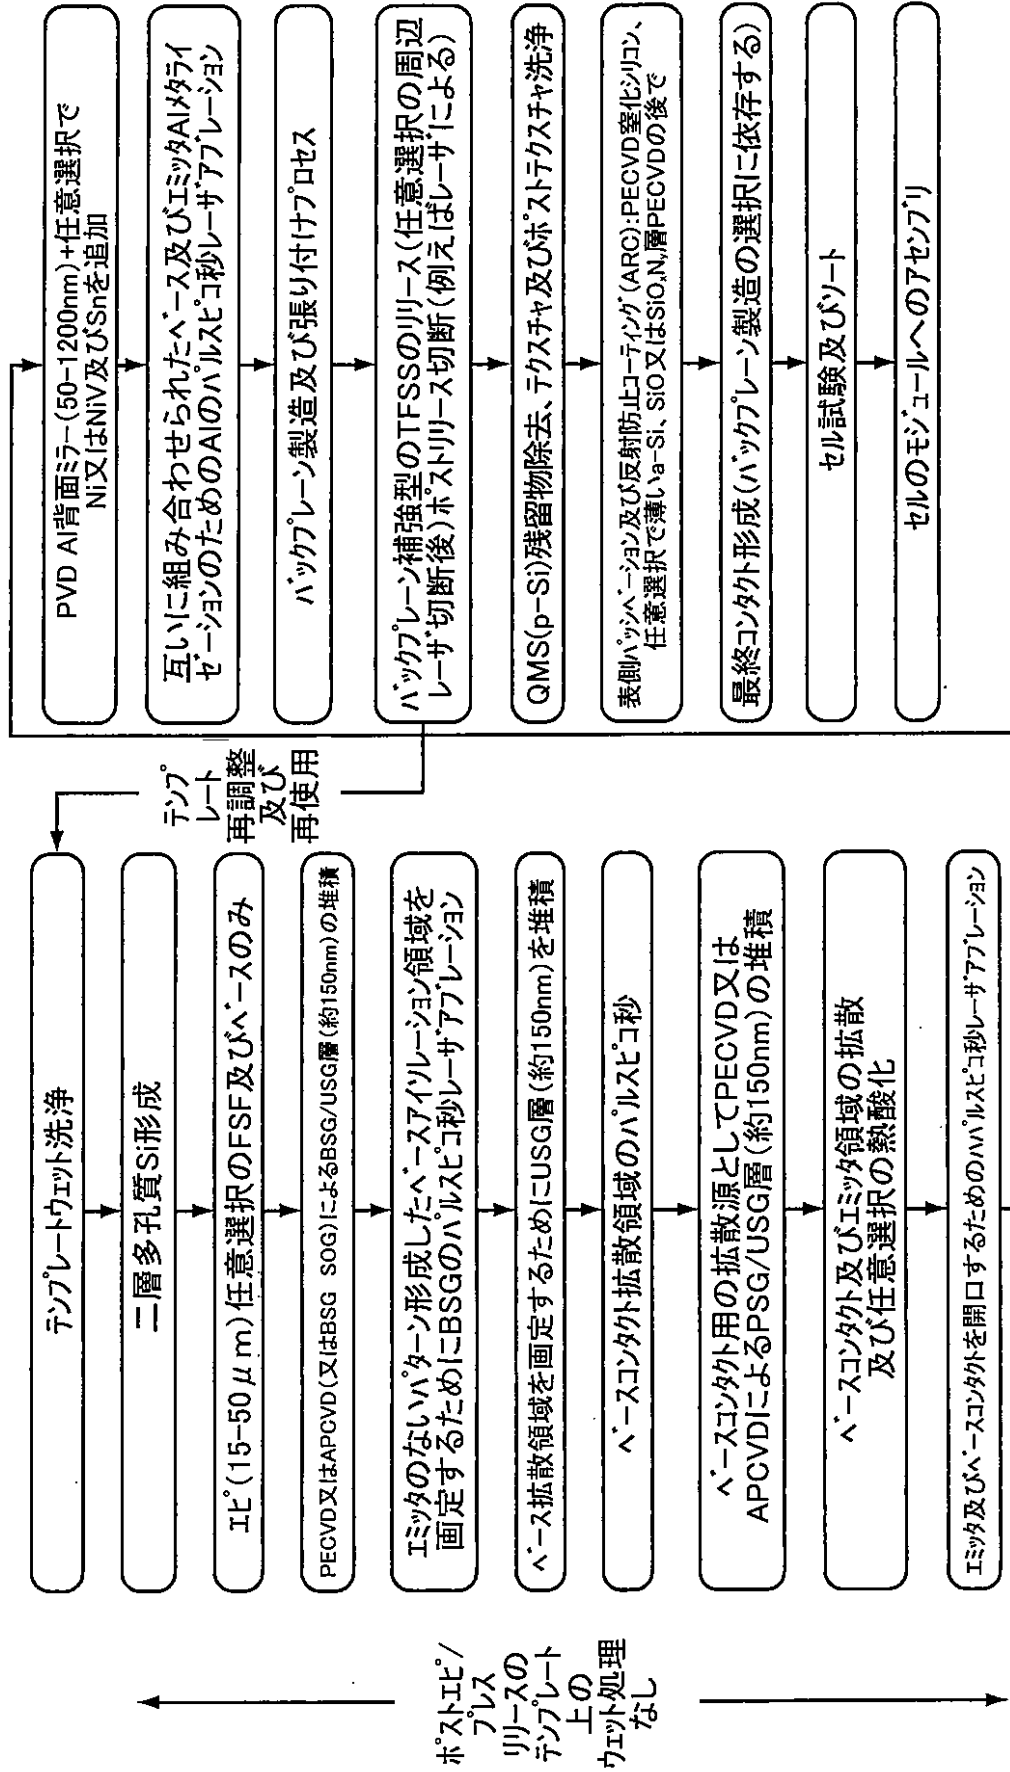 テンプレートウェット洗浄
二層多孔質Si形成
エピ(15-50μm)任意選択のFSF及びベースのみ
PECVD又はAPCVD(又はBSG SOG)によるBSG/USG層(約150nm)の堆積
エミッタのないパターン形成したベースアイソレーション領域を
画定するためにBSGのパルスピコ秒レーザアブレーション
ベース拡散領域を画定するためにUSG層(約150nm)を堆積
ベースコンタクト拡散領域のパルスピコ秒
ベースコンタクト用の拡散源としてPECVD又は
APCVDによるPSG/USG層(約150nm)の堆積
ベースコンタクト及びエミッタ領域の拡散
及び任意選択の熱酸化
エミッタ及びベースコンタクトを開口するためのパルスピコ秒レーザアブレーション
ポストエピ/
プレス
リリースの
テンプレート
上の
ウェット処理
なし
テンプ
レート
再調整
及び
再使用
PVD Al背面ミラー(50-1200nm)+任意選択で
Ni又はNiV及びSnを追加
互いに組み合わせられたベース及びエミッタAlメタライ
ゼーションのためのAlのパルスピコ秒レーザアブレーション
バックプレーン製造及び張り付けプロセス
バックプレーン補強型のTFSSのリリース(任意選択の周辺
レーザ切断後)ポストリリース切断(例えばレーザによる)
QMS(p-Si)残留物除去、テクスチャ及びポストテクスチャ洗浄
表側パッシベーション及び反射防止コーティング(ARC):PECVD窒化シリコン、
任意選択で薄いa-Si、SiO又はSiOxNy層PECVDの後で
最終コンタクト形成(バックプレーン製造の選択に依存する)
セル試験及びソート
セルのモジュールへのアセンブリ